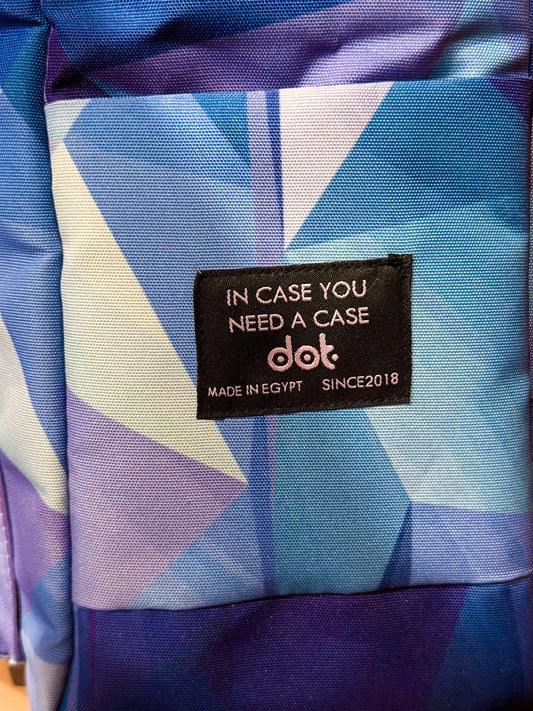 IN CASE YOU
NEED A CASE
dot.
MADE IN EGYPT SINCE2018